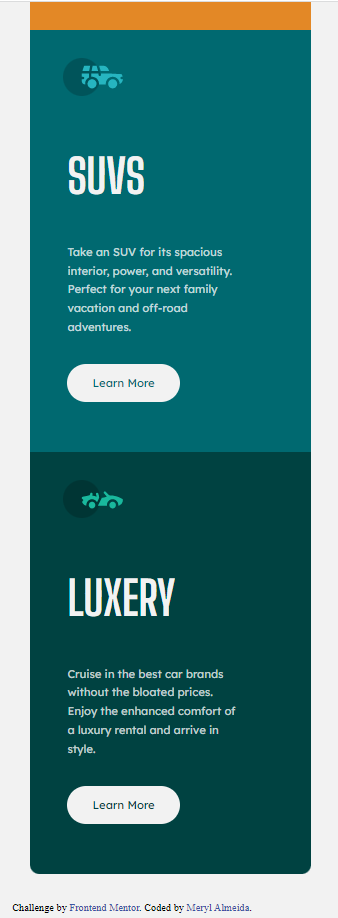 SUVS
Take an SUV for its spacious
interior, power, and versatility.
Perfect for your next family
vacation and off-road
adventures.
Learn More
LUXERY
Cruise in the best car brands
without the bloated prices.
Enjoy the enhanced comfort of
a luxury rental and arrive in
style.
Learn More
Challenge by Frontend Mentor. Coded by Meryl Almeida.